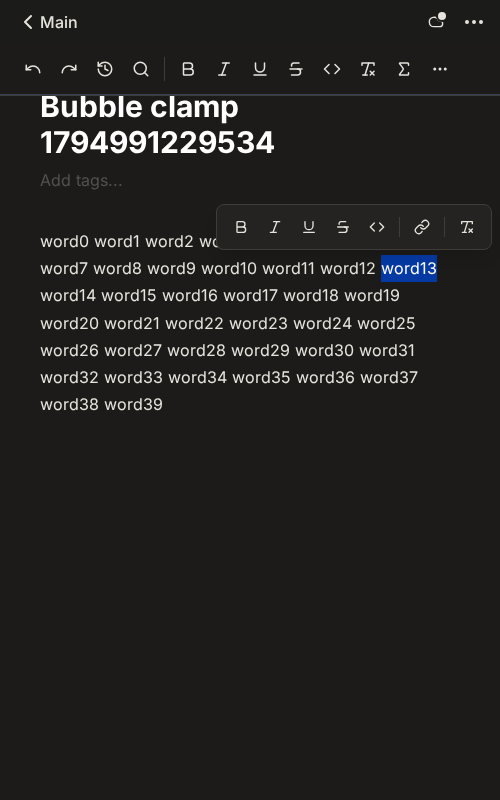 Main
Bubble clamp
1794991229534
Add tags...
word0 word1 word2
word7 word8 word9 word10 word11 word12 word13
word14 word15 word16 word17 word18 word19
word20 word21 word22 word23 word24 word25
word26 word27 word28 word29 word30 word31
word32 word33 word34 word35 word36 word37
word38 word39